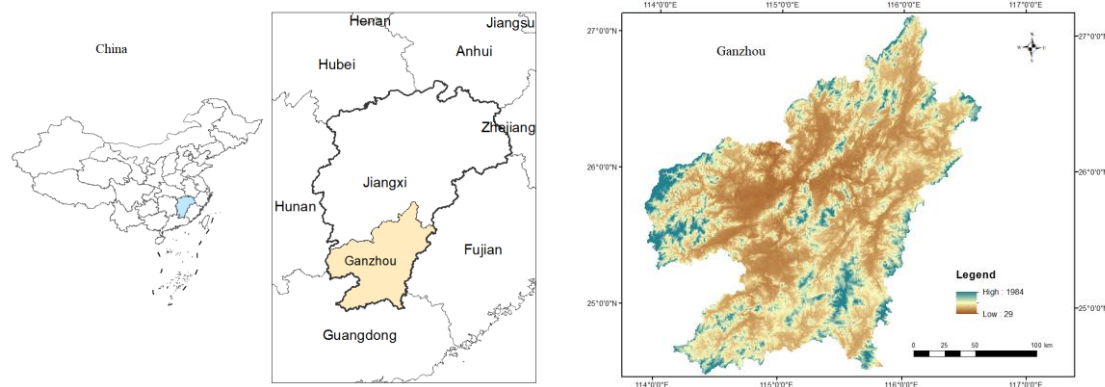 China
Henan
Jiangsu
Anhui
Hubei
Zhejiang
Jiangxi
Hunan
Ganzhou
Fujian
Guangdong
114°0'0"E 115°0'0"E 116°0'0"E 117°0'0"E
27°0'0"N 27°0'0"N
Ganzhou
N
W E
S
26°0'0"N 26°0'0"N
25°0'0"N 25°0'0"N
Legend
High : 1984
Low : 29
0 25 50 100 km
114°0'0"E 115°0'0"E 116°0'0"E 117°0'0"E